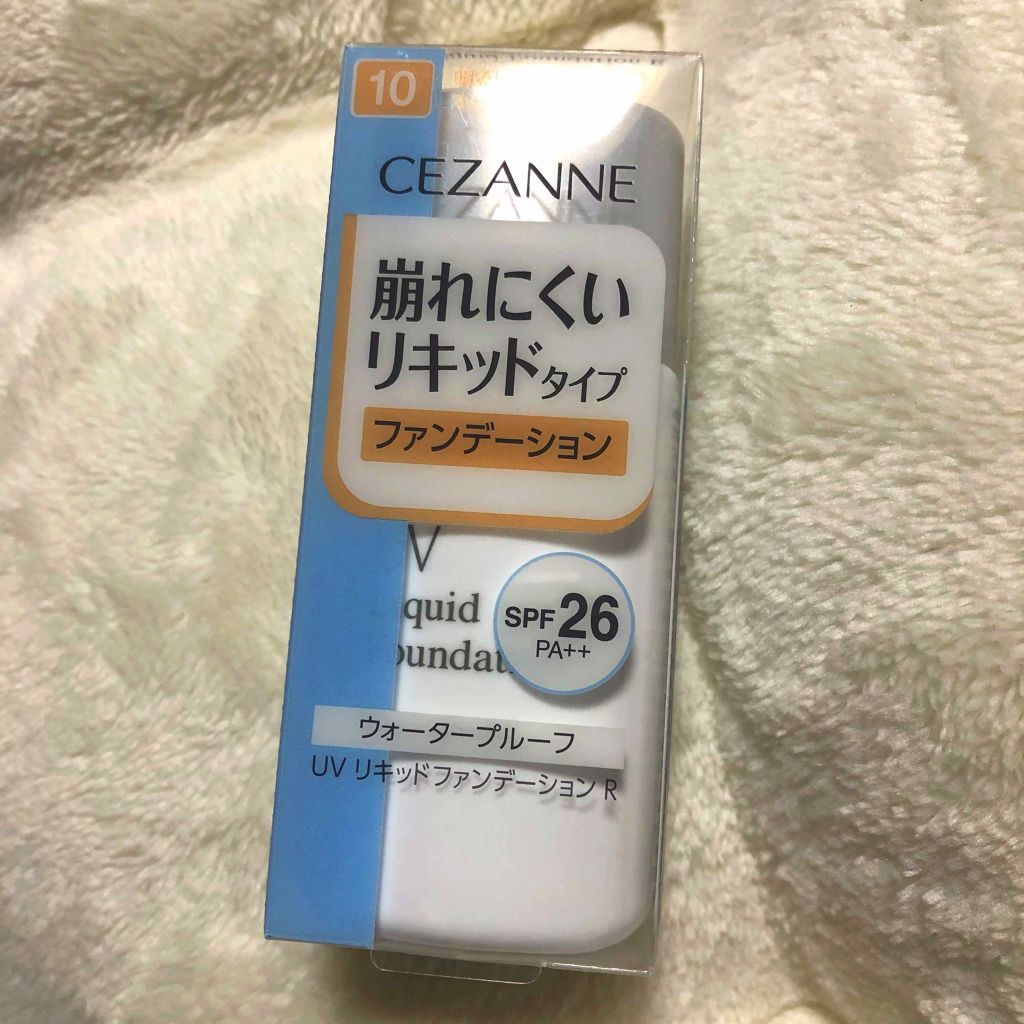 10
CEZANNE
崩れにくい
リキッドタイプ
ファンデーション
V
quid
oundat
SPF 26
PA++
ウォータープルーフ
UV リキッドファンデーション R